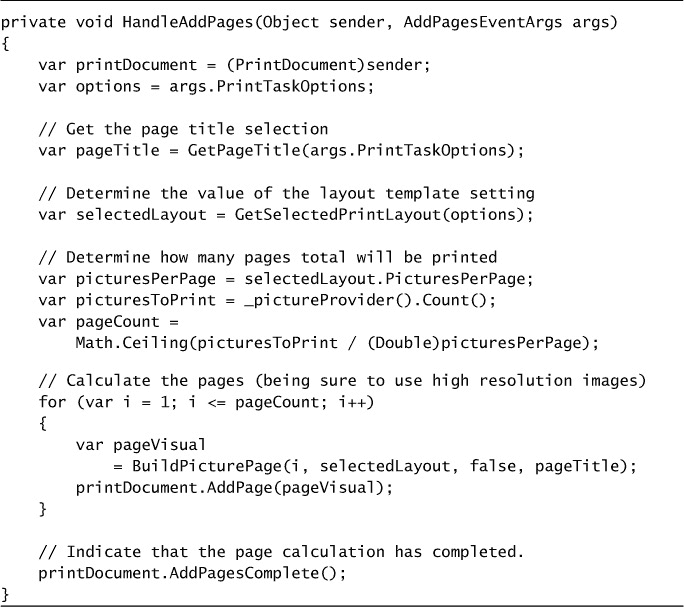 private void HandleAddPages(Object sender, AddPagesEventArgs args)
{
    var printDocument = (PrintDocument)sender;
    var options = args.PrintTaskOptions;

    // Get the page title selection
    var pageTitle = GetPageTitle(args.PrintTaskOptions);

    // Determine the value of the layout template setting
    var selectedLayout = GetSelectedPrintLayout(options);

    // Determine how many pages total will be printed
    var picturesPerPage = selectedLayout.PicturesPerPage;
    var picturesToPrint = _pictureProvider().Count();
    var pageCount =
        Math.Ceiling(picturesToPrint / (Double)picturesPerPage);

    // Calculate the pages (being sure to use high resolution images)
    for (var i = 1; i <= pageCount; i++)
    {
        var pageVisual
            = BuildPicturePage(i, selectedLayout, false, pageTitle);
        printDocument.AddPage(pageVisual);
    }

    // Indicate that the page calculation has completed.
    printDocument.AddPagesComplete();
}